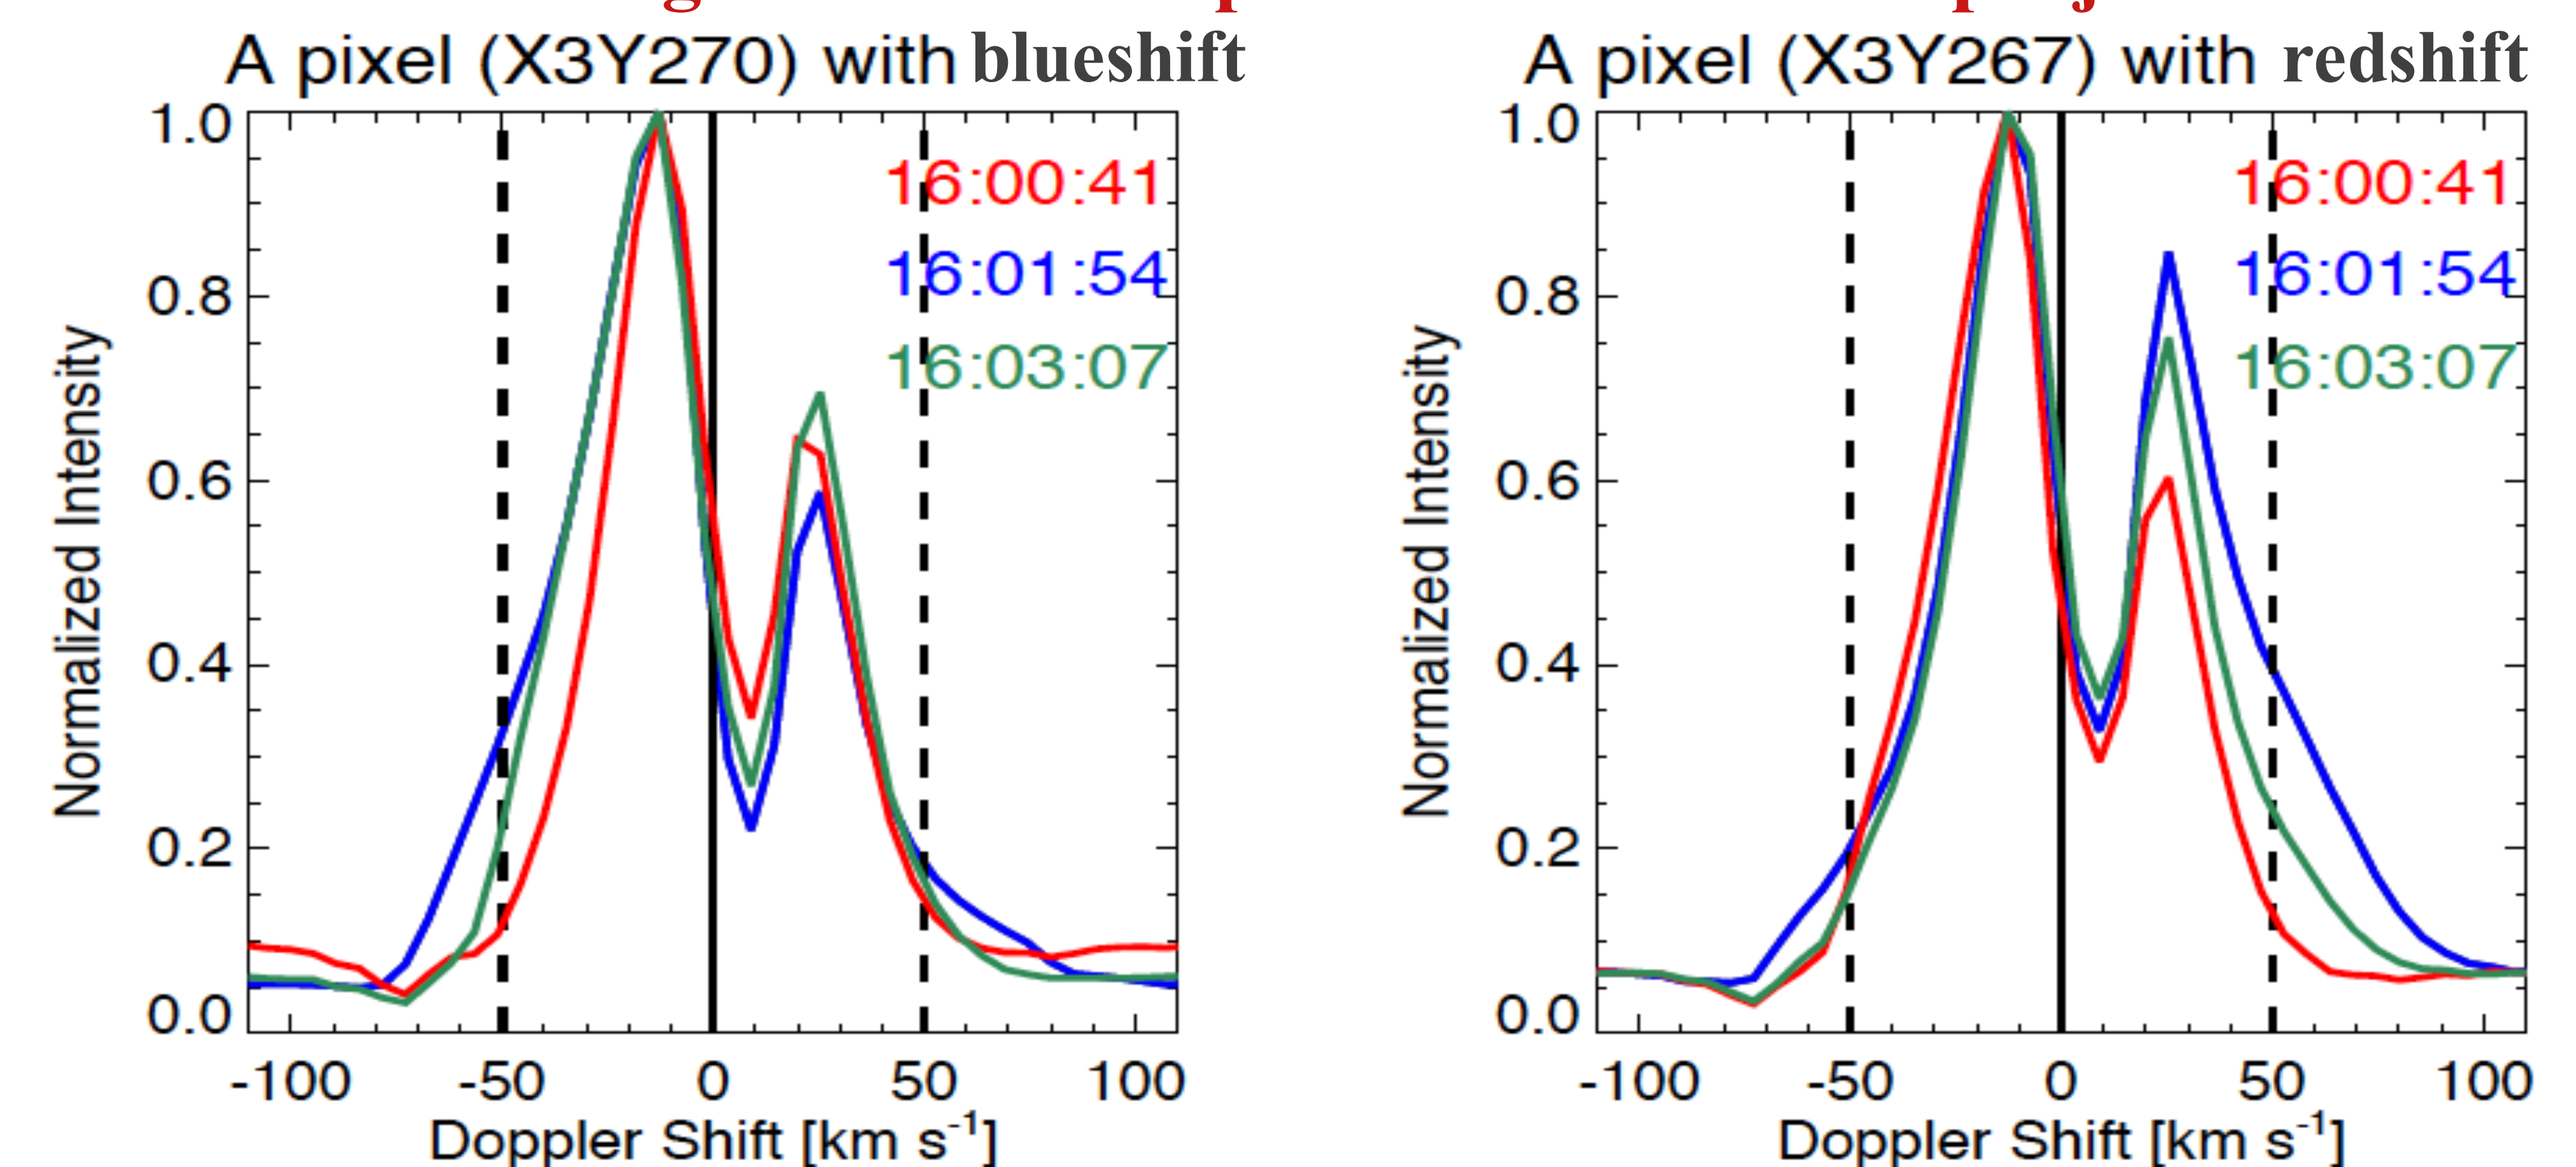 A pixel (X3Y270) with blueshift
1.0
0.8
0.6
0.4
0.2
0.0
Normalized Intensity
16:00:41
16:01:54
16:03:07
-100 -50 0 50 100
Doppler Shift [km s⁻¹]
A pixel (X3Y267) with redshift
1.0
0.8
0.6
0.4
0.2
0.0
Normalized Intensity
16:00:41
16:01:54
16:03:07
-100 -50 0 50 100
Doppler Shift [km s⁻¹]